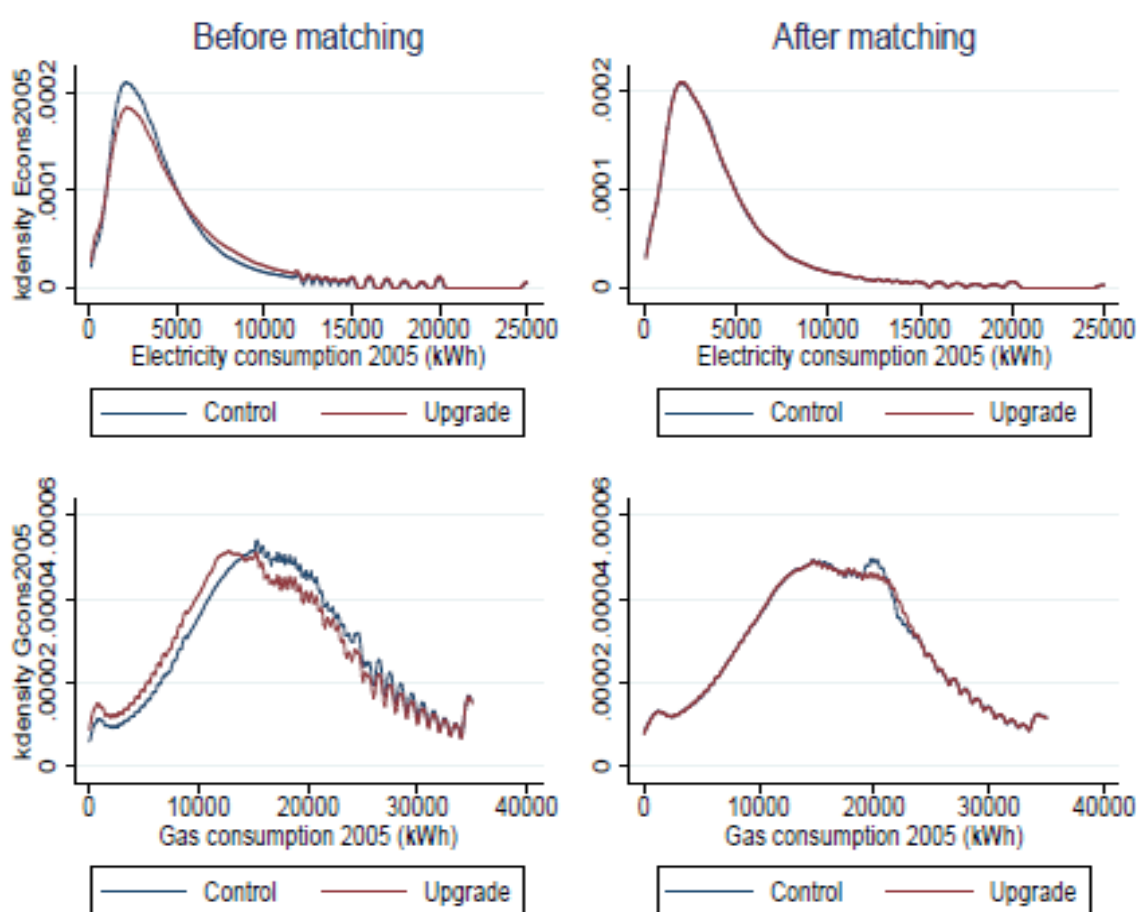 Before matching
After matching
kdensity Econs2005
.0002
.0001
0
0 5000 10000 15000 20000 25000
Electricity consumption 2005 (kWh)
Control Upgrade
.0002
.0001
0
0 5000 10000 15000 20000 25000
Electricity consumption 2005 (kWh)
Control Upgrade
kdensity Gcons2005
.00006
.00004
.00002
0
0 10000 20000 30000 40000
Gas consumption 2005 (kWh)
Control Upgrade
.00006
.00004
.00002
0
0 10000 20000 30000 40000
Gas consumption 2005 (kWh)
Control Upgrade